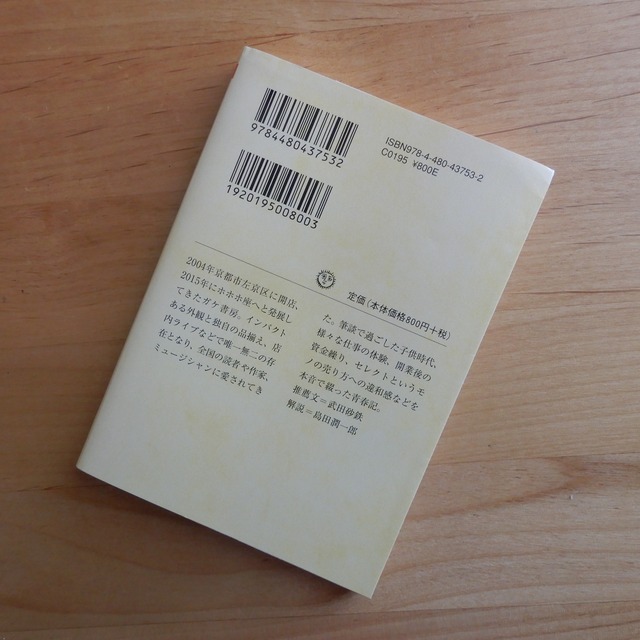 9784480437532
ISBN978-4-480-43753-2
C0195 ¥800E
1920195008003
定価(本体価格800円+税)
2004年京都市左京区に開店、
2015年にホホホ座へと発展し
てきたガケ書房。インパクト
ある外観と独自の品揃え、店
内ライブなどで唯一無二の存
在となり、全国の読者や作家、
ミュージシャンに愛されてき
た。筆談で過ごした子供時代、
様々な仕事の体験、開業後の
資金繰り、セレクトというモ
ノの売り方への違和感などを
本音で綴った青春記。
推薦文=武田砂鉄
解説=島田潤一郎